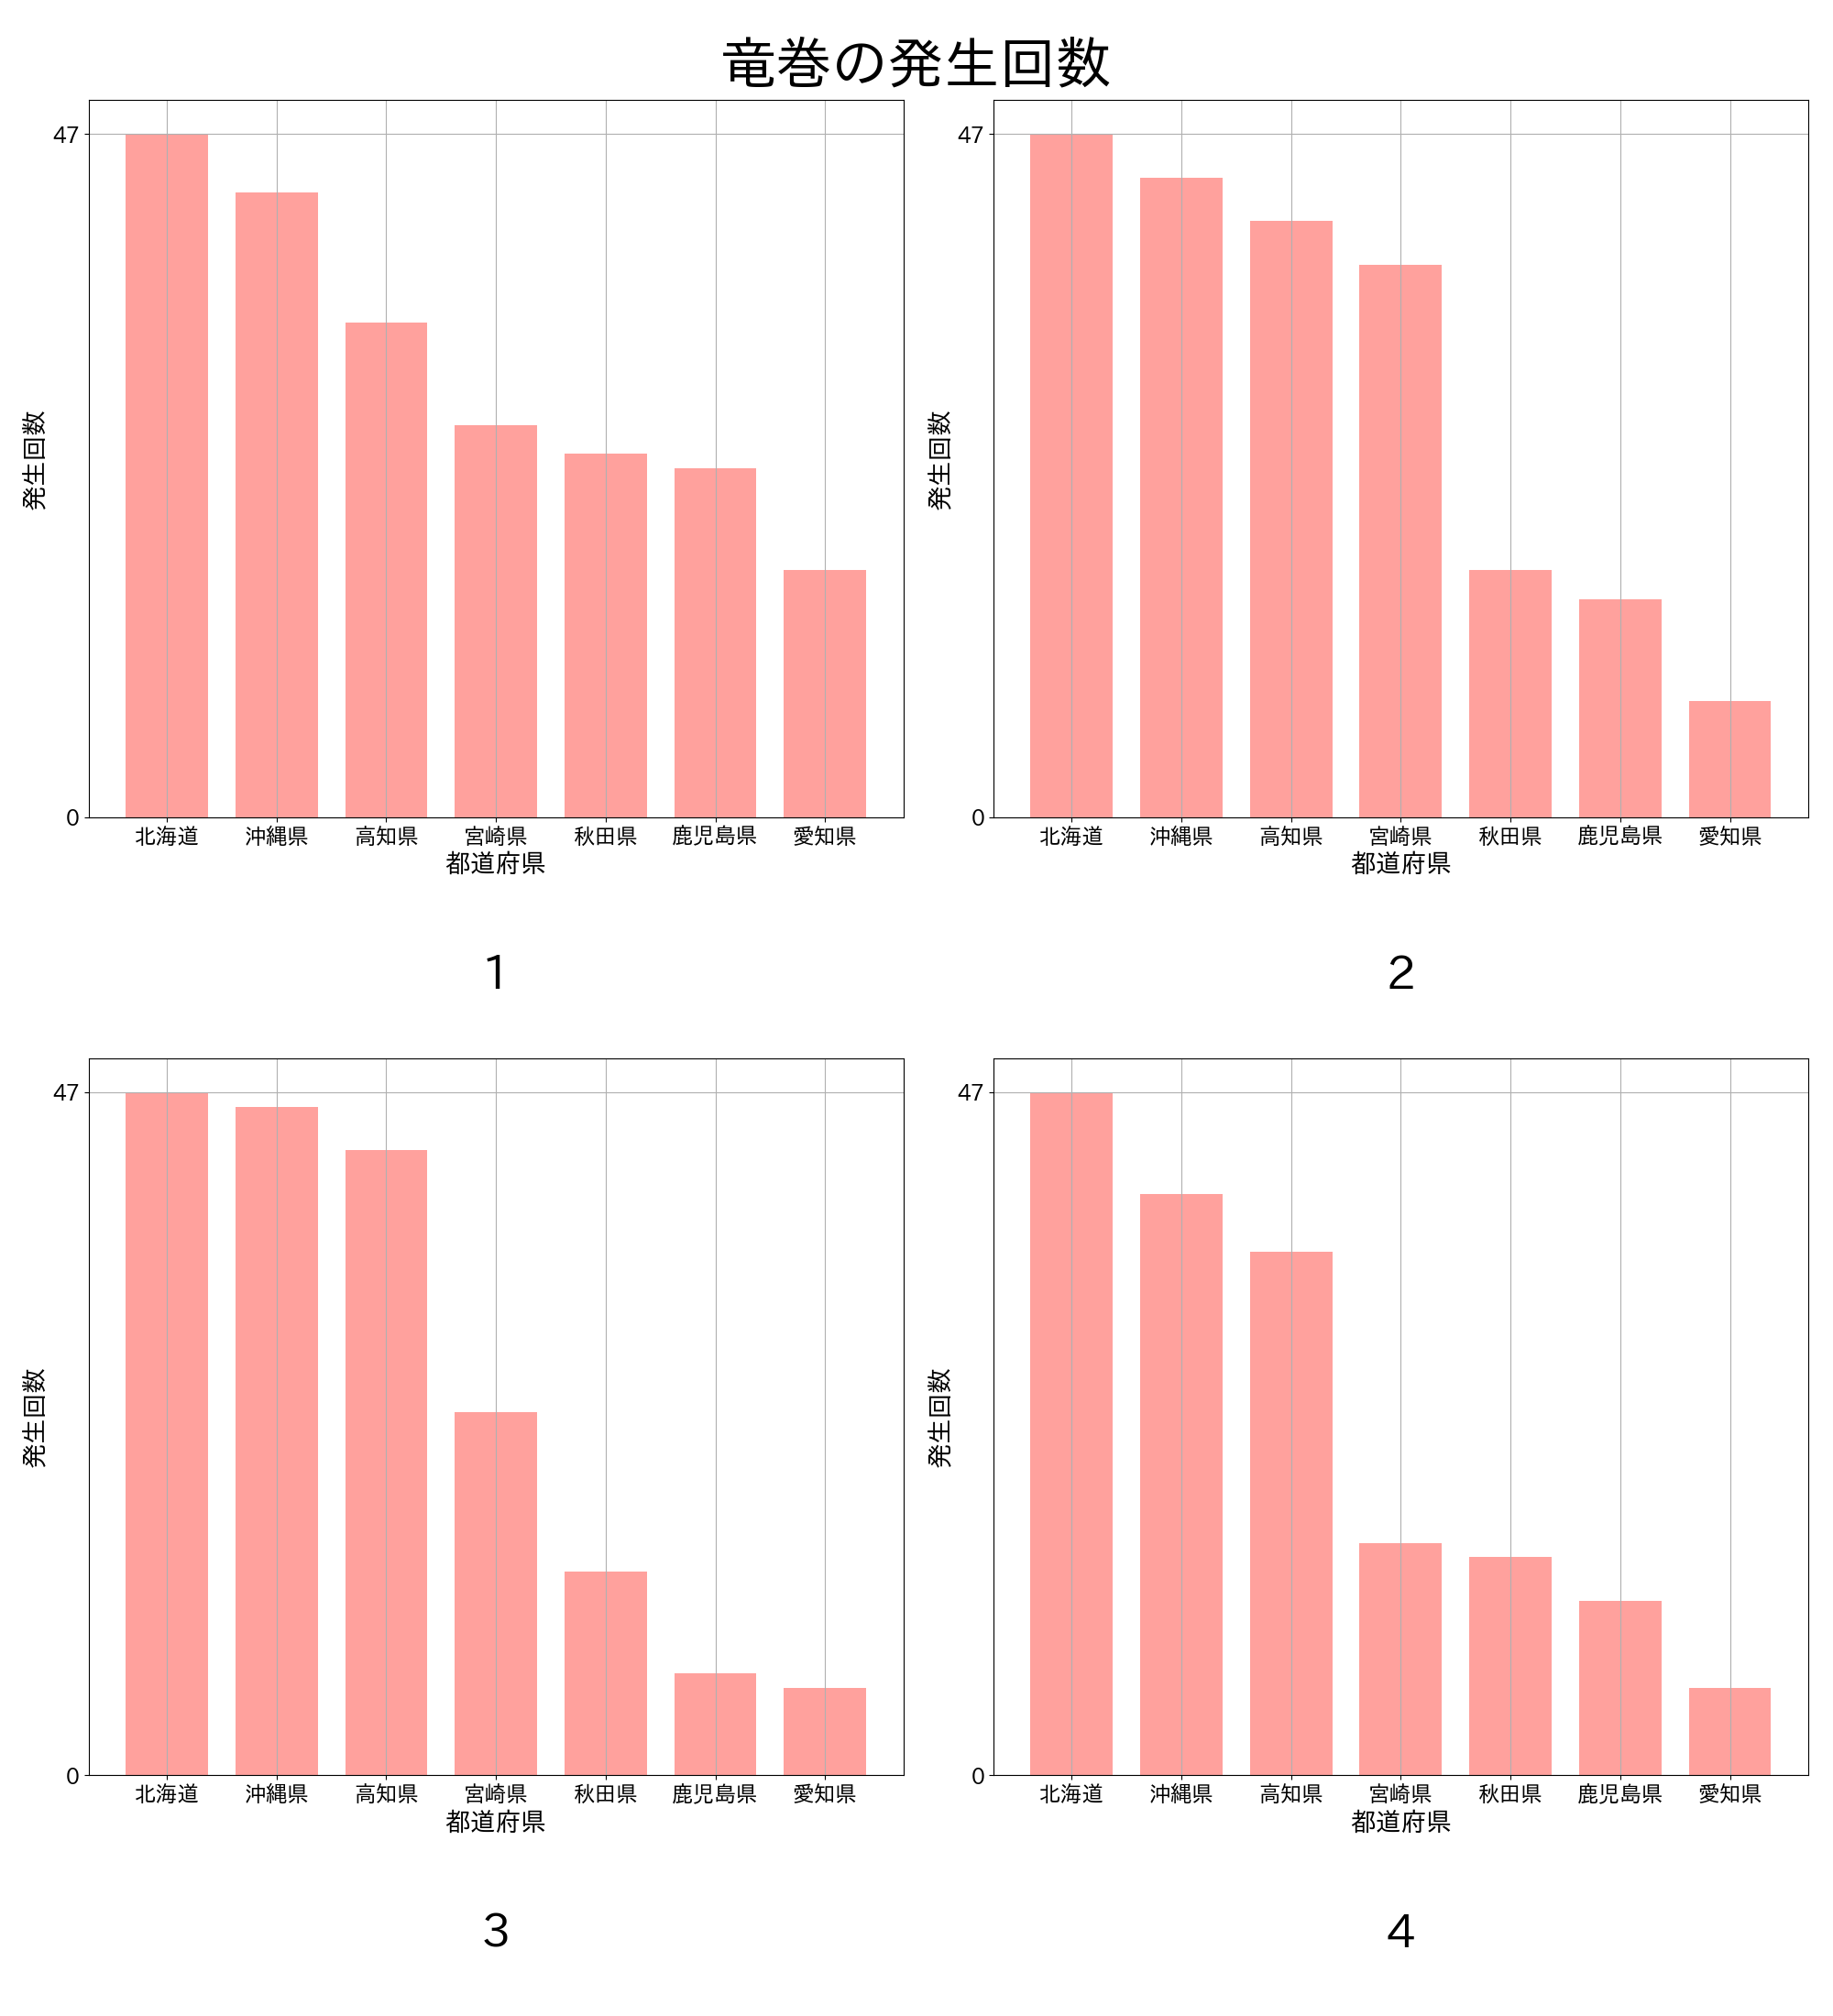 竜巻の発生回数
47
0
発生回数
北海道 沖縄県 高知県 宮崎県 秋田県 鹿児島県 愛知県
都道府県
1
47
0
発生回数
北海道 沖縄県 高知県 宮崎県 秋田県 鹿児島県 愛知県
都道府県
2
47
0
発生回数
北海道 沖縄県 高知県 宮崎県 秋田県 鹿児島県 愛知県
都道府県
3
47
0
発生回数
北海道 沖縄県 高知県 宮崎県 秋田県 鹿児島県 愛知県
都道府県
4